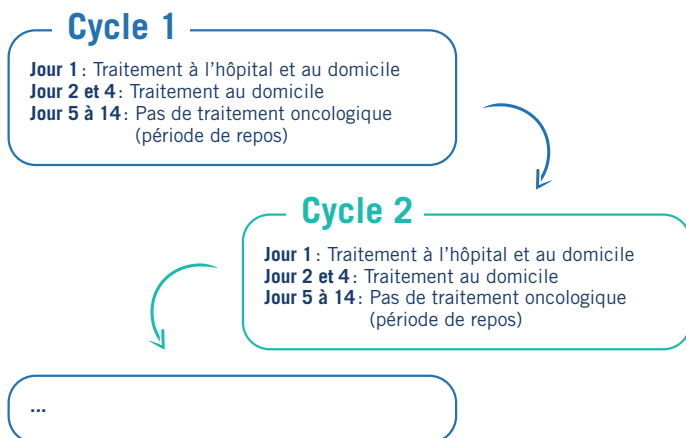 Cycle 1
Jour 1 : Traitement à l’hôpital et au domicile
Jour 2 et 4 : Traitement au domicile
Jour 5 à 14 : Pas de traitement oncologique
(période de repos)
Cycle 2
Jour 1 : Traitement à l’hôpital et au domicile
Jour 2 et 4 : Traitement au domicile
Jour 5 à 14 : Pas de traitement oncologique
(période de repos)
...